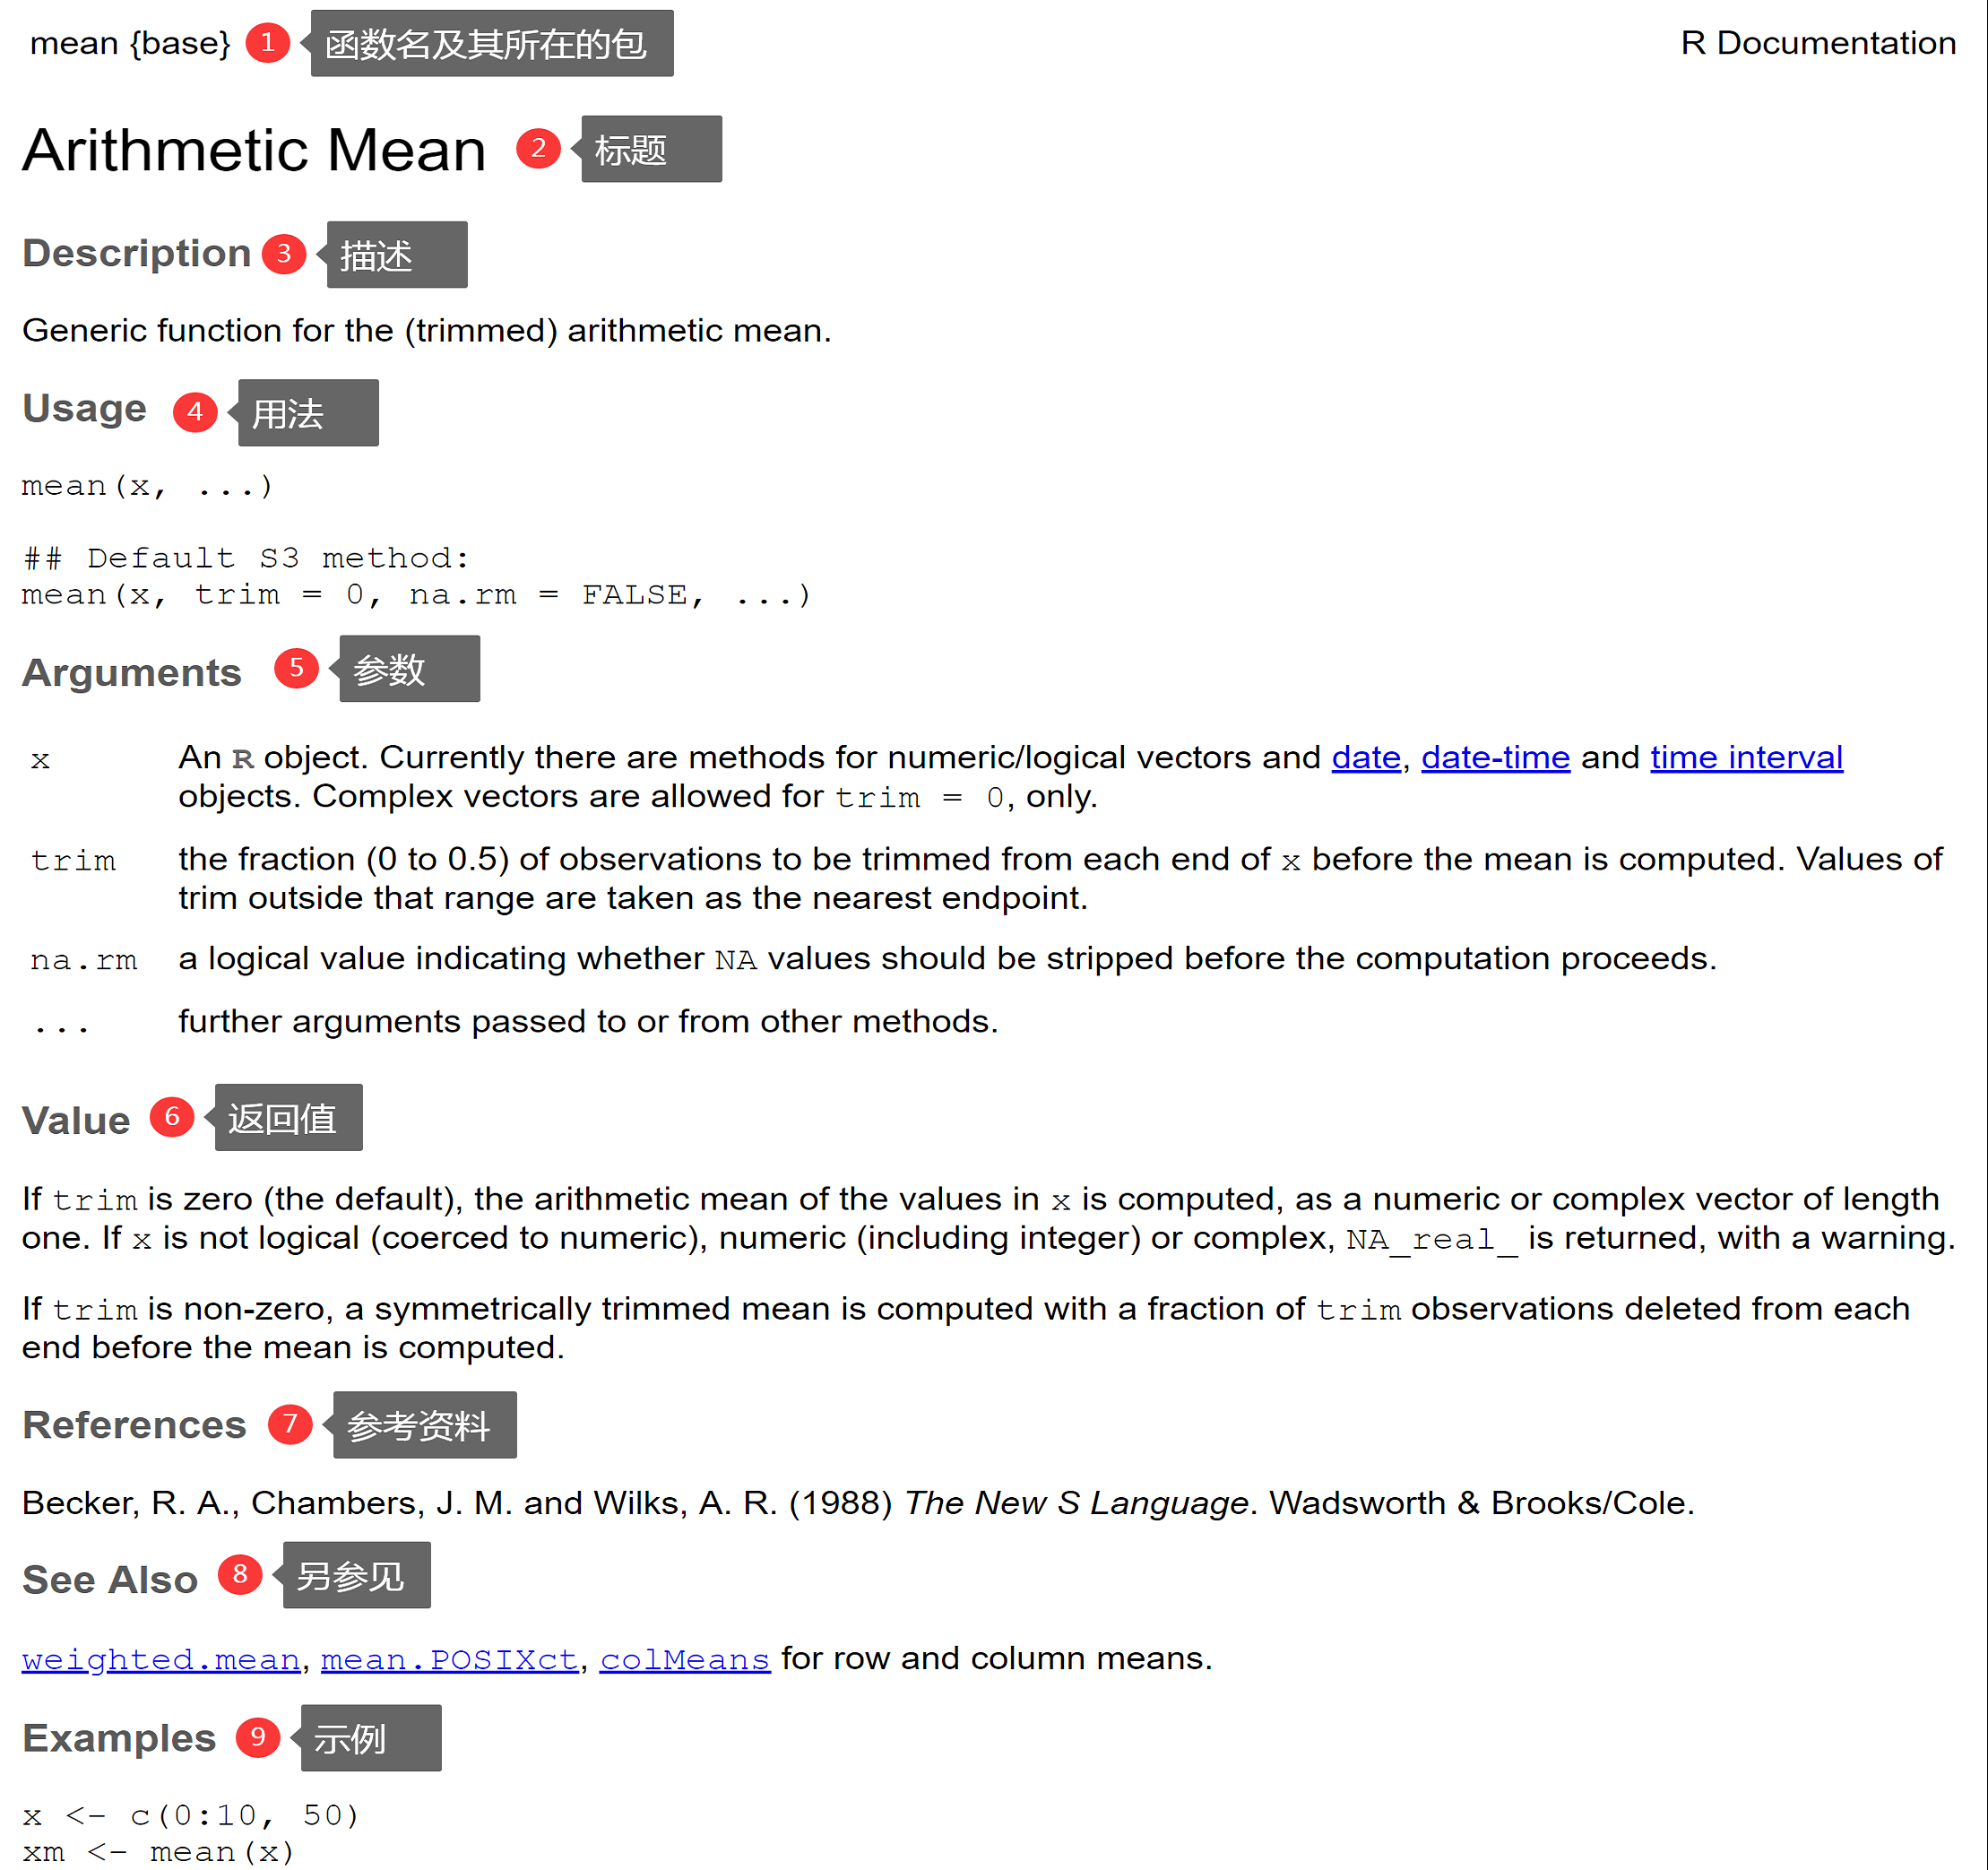 mean {base} 1 函数名及其所在的包 R Documentation
Arithmetic Mean 2 标题
Description 3 描述
Generic function for the (trimmed) arithmetic mean.
Usage 4 用法
mean(x, ...)
## Default S3 method:
mean(x, trim = 0, na.rm = FALSE, ...)
Arguments 5 参数
x An R object. Currently there are methods for numeric/logical vectors and date, date-time and time interval
objects. Complex vectors are allowed for trim = 0, only.
trim the fraction (0 to 0.5) of observations to be trimmed from each end of x before the mean is computed. Values of
trim outside that range are taken as the nearest endpoint.
na.rm a logical value indicating whether NA values should be stripped before the computation proceeds.
... further arguments passed to or from other methods.
Value 6 返回值
If trim is zero (the default), the arithmetic mean of the values in x is computed, as a numeric or complex vector of length
one. If x is not logical (coerced to numeric), numeric (including integer) or complex, NA_real_ is returned, with a warning.
If trim is non-zero, a symmetrically trimmed mean is computed with a fraction of trim observations deleted from each
end before the mean is computed.
References 7 参考资料
Becker, R. A., Chambers, J. M. and Wilks, A. R. (1988) The New S Language. Wadsworth & Brooks/Cole.
See Also 8 另参见
weighted.mean, mean.POSIXct, colMeans for row and column means.
Examples 9 示例
x <- c(0:10, 50)
xm <- mean(x)